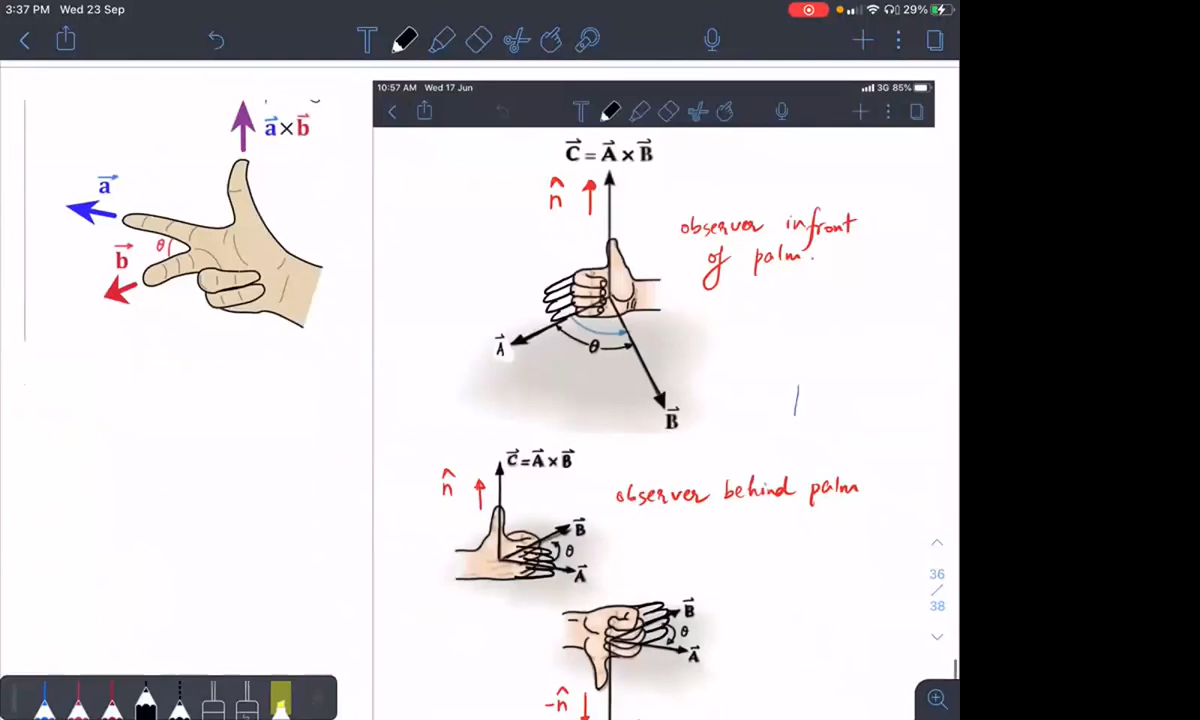 3:37 PM Wed 23 Sep
29%
T
10:57 AM Wed 17 Jun
3G 85%
T
a⃗×b⃗
a⃗
θ
b⃗
C⃗ = A⃗ × B⃗
n̂
observer infront
of palm.
A⃗
θ
B⃗
C⃗=A⃗×B⃗
n̂
observer behind palm
B⃗
θ
A⃗
36
/
38
B⃗
θ
A⃗
-n̂